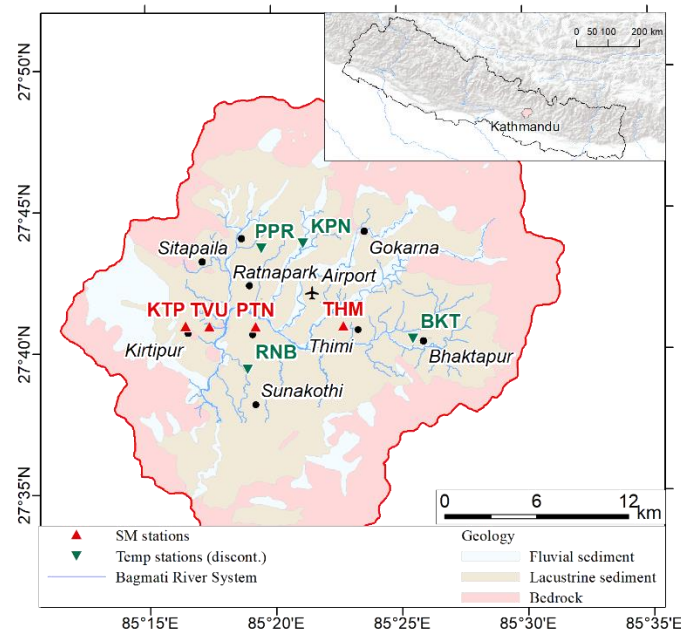 0 50 100 200 km
Kathmandu
27°50'N
27°45'N
27°40'N
27°35'N
PPR
KPN
Sitapaila
Gokarna
Ratnapark
Airport
KTP
TVU
PTN
THM
BKT
Kirtipur
RNB
Thimi
Bhaktapur
Sunakothi
0 6 12
km
SM stations
Temp stations (discont.)
Bagmati River System
Geology
Fluvial sediment
Lacustrine sediment
Bedrock
85°15'E
85°20'E
85°25'E
85°30'E
85°35'E